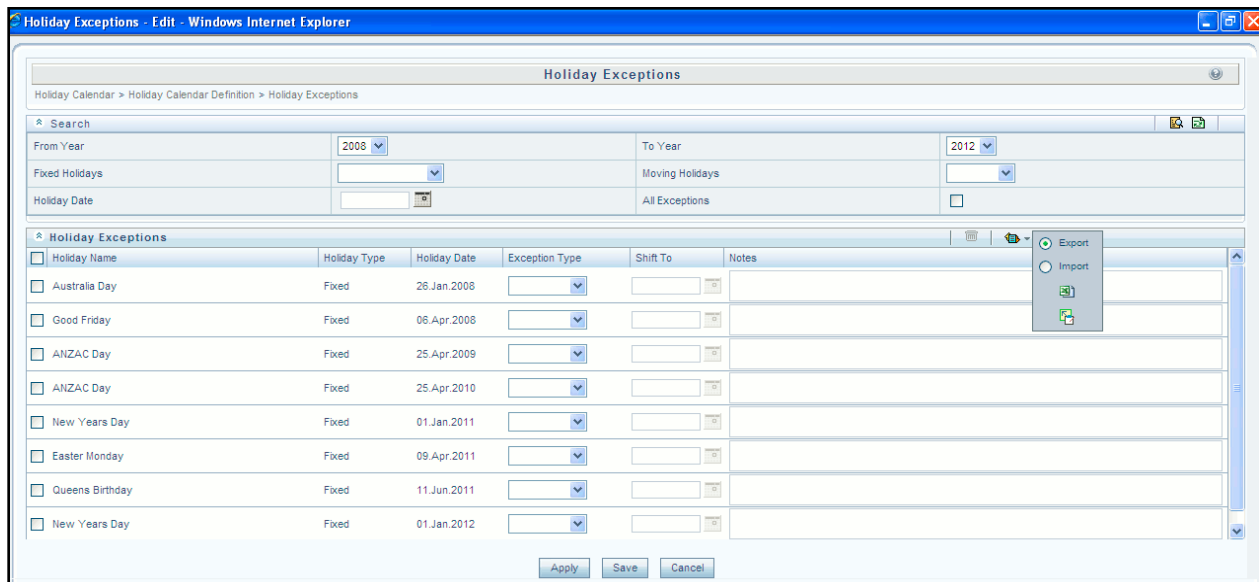 Holiday Exceptions - Edit - Windows Internet Explorer
Holiday Exceptions
Holiday Calendar > Holiday Calendar Definition > Holiday Exceptions
Search
From Year 2008 To Year 2012
Fixed Holidays Moving Holidays
Holiday Date All Exceptions
Holiday Exceptions
Export
Import
Holiday Name Holiday Type Holiday Date Exception Type Shift To Notes
Australia Day Fixed 26.Jan.2008
Good Friday Fixed 06.Apr.2008
ANZAC Day Fixed 25.Apr.2009
ANZAC Day Fixed 25.Apr.2010
New Years Day Fixed 01.Jan.2011
Easter Monday Fixed 09.Apr.2011
Queens Birthday Fixed 11.Jun.2011
New Years Day Fixed 01.Jan.2012
Apply Save Cancel